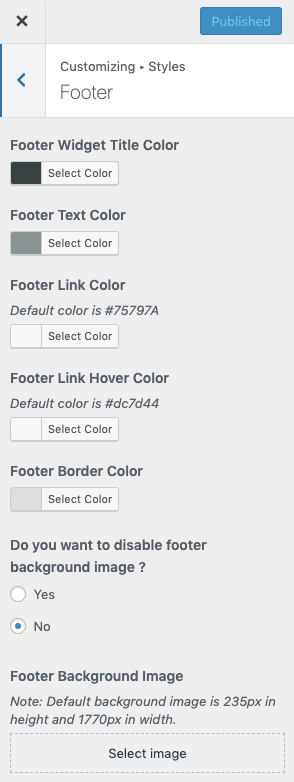 Published
Customizing ▸ Styles
Footer
Footer Widget Title Color
Select Color
Footer Text Color
Select Color
Footer Link Color
Default color is #75797A
Select Color
Footer Link Hover Color
Default color is #dc7d44
Select Color
Footer Border Color
Select Color
Do you want to disable footer
background image ?
Yes
No
Footer Background Image
Note: Default background image is 235px in
height and 1770px in width.
Select image